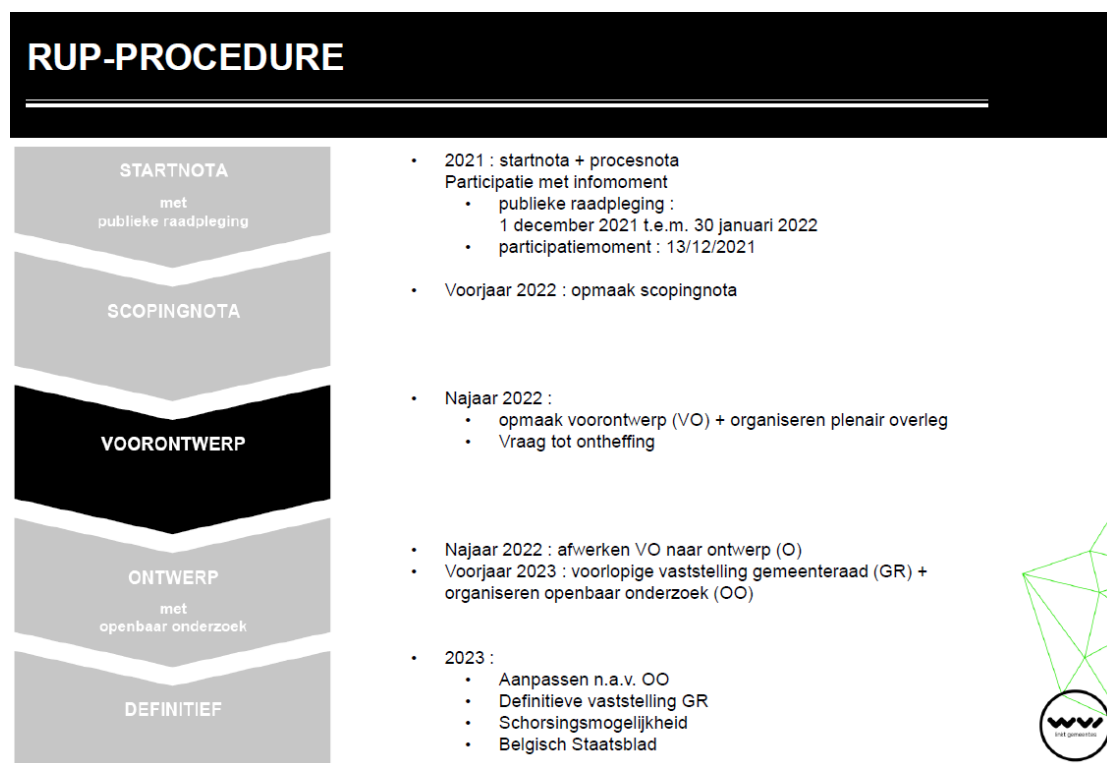 RUP-PROCEDURE
STARTNOTA
met
publieke raadpleging
• 2021 : startnota + procesnota
Participatie met infomoment
• publieke raadpleging :
1 december 2021 t.e.m. 30 januari 2022
• participatiemoment : 13/12/2021
SCOPINGNOTA
• Voorjaar 2022 : opmaak scopingnota
VOORONTWERP
• Najaar 2022 :
• opmaak voorontwerp (VO) + organiseren plenair overleg
• Vraag tot ontheffing
ONTWERP
met
openbaar onderzoek
• Najaar 2022 : afwerken VO naar ontwerp (O)
• Voorjaar 2023 : voorlopige vaststelling gemeenteraad (GR) +
organiseren openbaar onderzoek (OO)
DEFINITIEF
• 2023 :
• Aanpassen n.a.v. OO
• Definitieve vaststelling GR
• Schorsingsmogelijkheid
• Belgisch Staatsblad
wvi